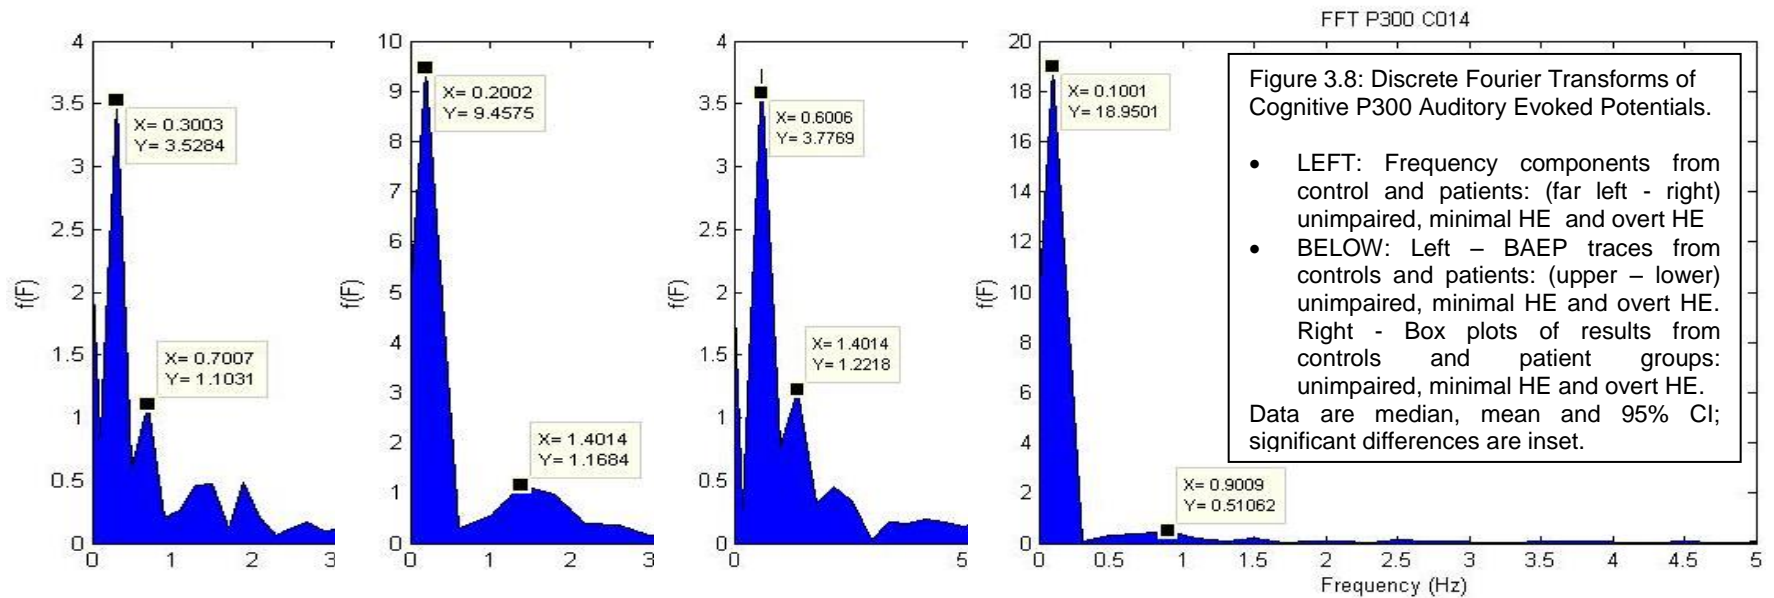 FFT P300 C014
4
3.5
3
2.5
2
1.5
1
0.5
0
f(F)
X= 0.3003
Y= 3.5284
X= 0.7007
Y= 1.1031
0 1 2 3
10
9
8
7
6
5
4
3
2
1
0
f(F)
X= 0.2002
Y= 9.4575
X= 1.4014
Y= 1.1684
0 1 2 3
4
3.5
3
2.5
2
1.5
1
0.5
0
f(F)
X= 0.6006
Y= 3.7769
X= 1.4014
Y= 1.2218
0 5
20
18
16
14
12
10
8
6
4
2
0
f(F)
X= 0.1001
Y= 18.9501
X= 0.9009
Y= 0.51062
0 0.5 1 1.5 2 2.5 3 3.5 4 4.5 5
Frequency (Hz)
Figure 3.8: Discrete Fourier Transforms of
Cognitive P300 Auditory Evoked Potentials.
• LEFT: Frequency components from
control and patients: (far left - right)
unimpaired, minimal HE and overt HE
• BELOW: Left – BAEP traces from
controls and patients: (upper – lower)
unimpaired, minimal HE and overt HE.
Right - Box plots of results from
controls and patient groups:
unimpaired, minimal HE and overt HE.
Data are median, mean and 95% CI;
significant differences are inset.